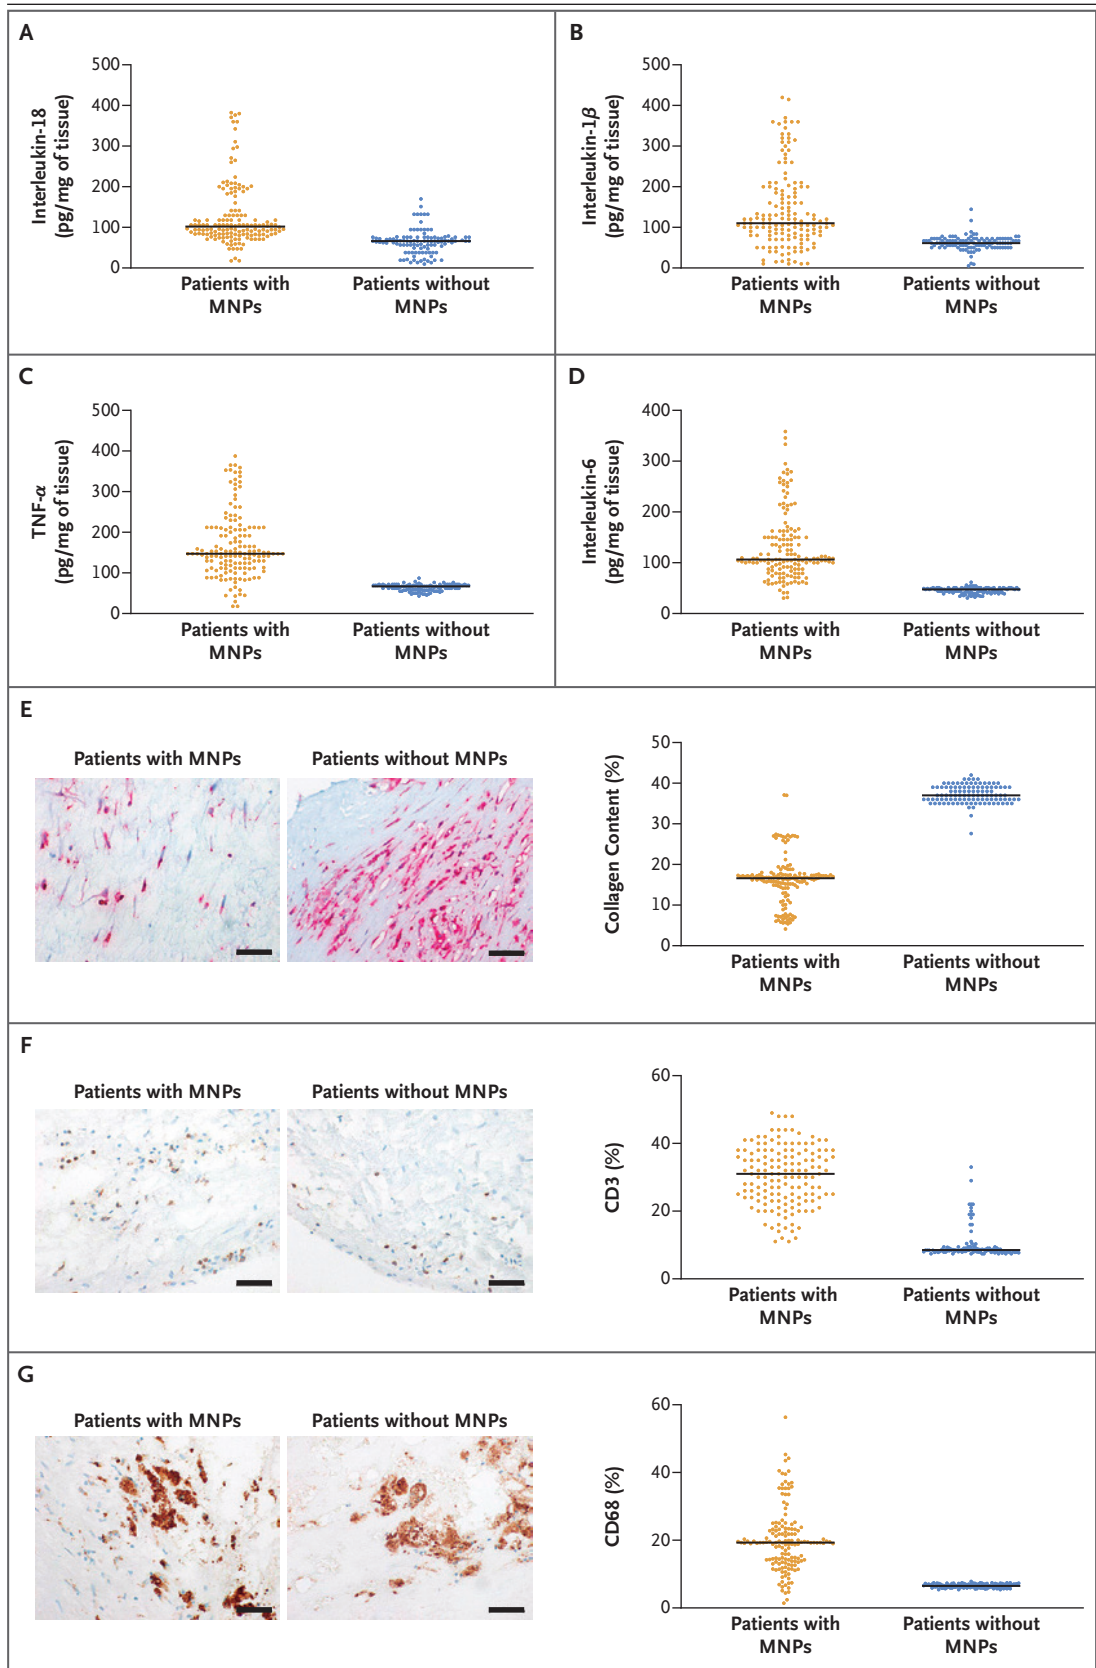 A
Interleukin-18
(pg/mg of tissue)
500
400
300
200
100
0
Patients with
MNPs
Patients without
MNPs
B
Interleukin-1β
(pg/mg of tissue)
500
400
300
200
100
0
Patients with
MNPs
Patients without
MNPs
C
TNF-α
(pg/mg of tissue)
500
400
300
200
100
0
Patients with
MNPs
Patients without
MNPs
D
Interleukin-6
(pg/mg of tissue)
400
300
200
100
0
Patients with
MNPs
Patients without
MNPs
E
Patients with MNPs
Patients without MNPs
Collagen Content (%)
50
40
30
20
10
0
Patients with
MNPs
Patients without
MNPs
F
Patients with MNPs
Patients without MNPs
CD3 (%)
60
40
20
0
Patients with
MNPs
Patients without
MNPs
G
Patients with MNPs
Patients without MNPs
CD68 (%)
60
40
20
0
Patients with
MNPs
Patients without
MNPs